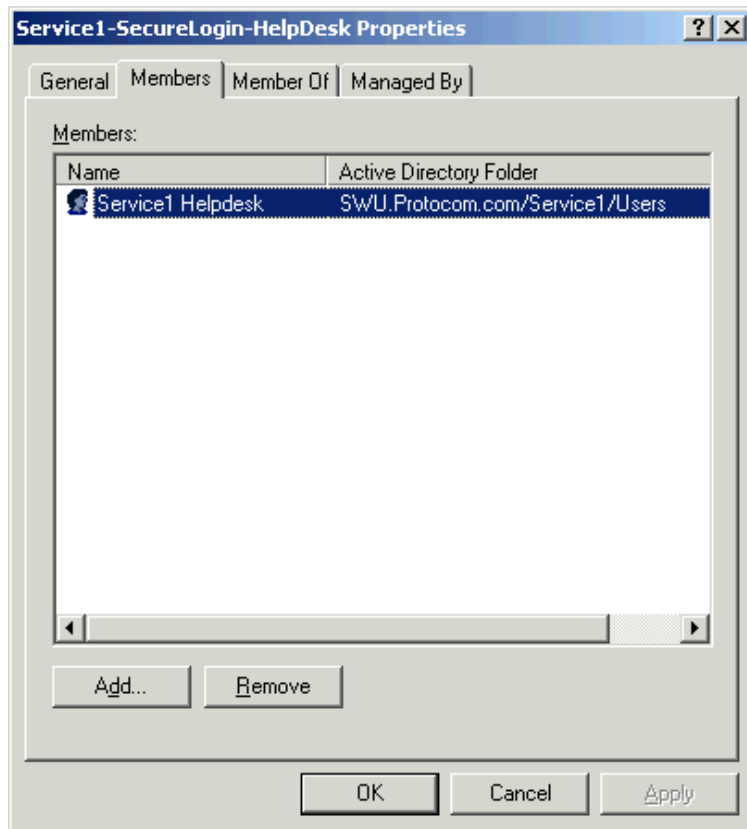 Service1-SecureLogin-HelpDesk Properties
General Members Member Of Managed By
Members:
Name Active Directory Folder
Service1 Helpdesk SWU.Protocom.com/Service1/Users
Add... Remove
OK Cancel Apply